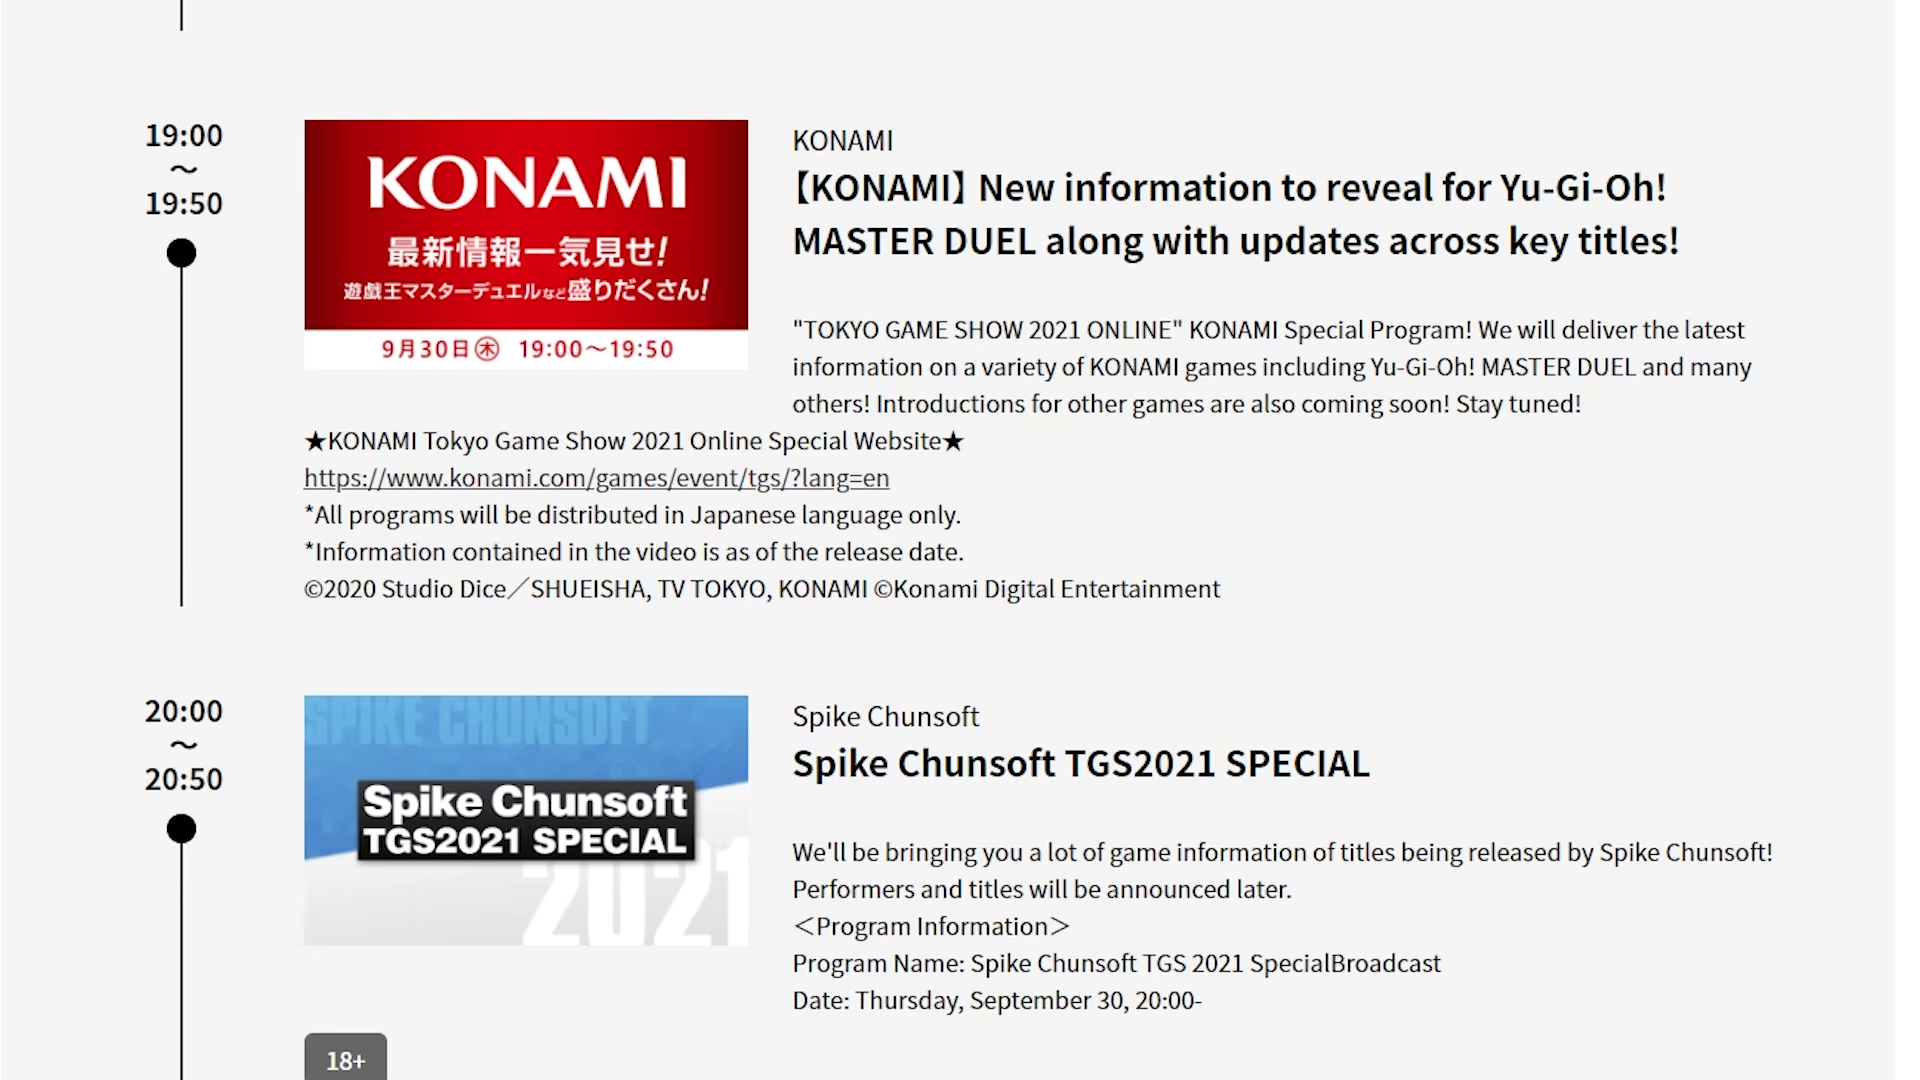 19:00
～
19:50
KONAMI
最新情報一気見せ!
遊戯王マスターデュエルなど盛りだくさん!
9月30日㊍ 19:00〜19:50
KONAMI
【KONAMI】New information to reveal for Yu-Gi-Oh!
MASTER DUEL along with updates across key titles!
"TOKYO GAME SHOW 2021 ONLINE" KONAMI Special Program! We will deliver the latest
information on a variety of KONAMI games including Yu-Gi-Oh! MASTER DUEL and many
others! Introductions for other games are also coming soon! Stay tuned!
★KONAMI Tokyo Game Show 2021 Online Special Website★
https://www.konami.com/games/event/tgs/?lang=en
*All programs will be distributed in Japanese language only.
*Information contained in the video is as of the release date.
©2020 Studio Dice／SHUEISHA, TV TOKYO, KONAMI ©Konami Digital Entertainment
20:00
～
20:50
SPIKE CHUNSOFT
Spike Chunsoft
TGS2021 SPECIAL
2021
Spike Chunsoft
Spike Chunsoft TGS2021 SPECIAL
We'll be bringing you a lot of game information of titles being released by Spike Chunsoft!
Performers and titles will be announced later.
＜Program Information＞
Program Name: Spike Chunsoft TGS 2021 SpecialBroadcast
Date: Thursday, September 30, 20:00-
18+